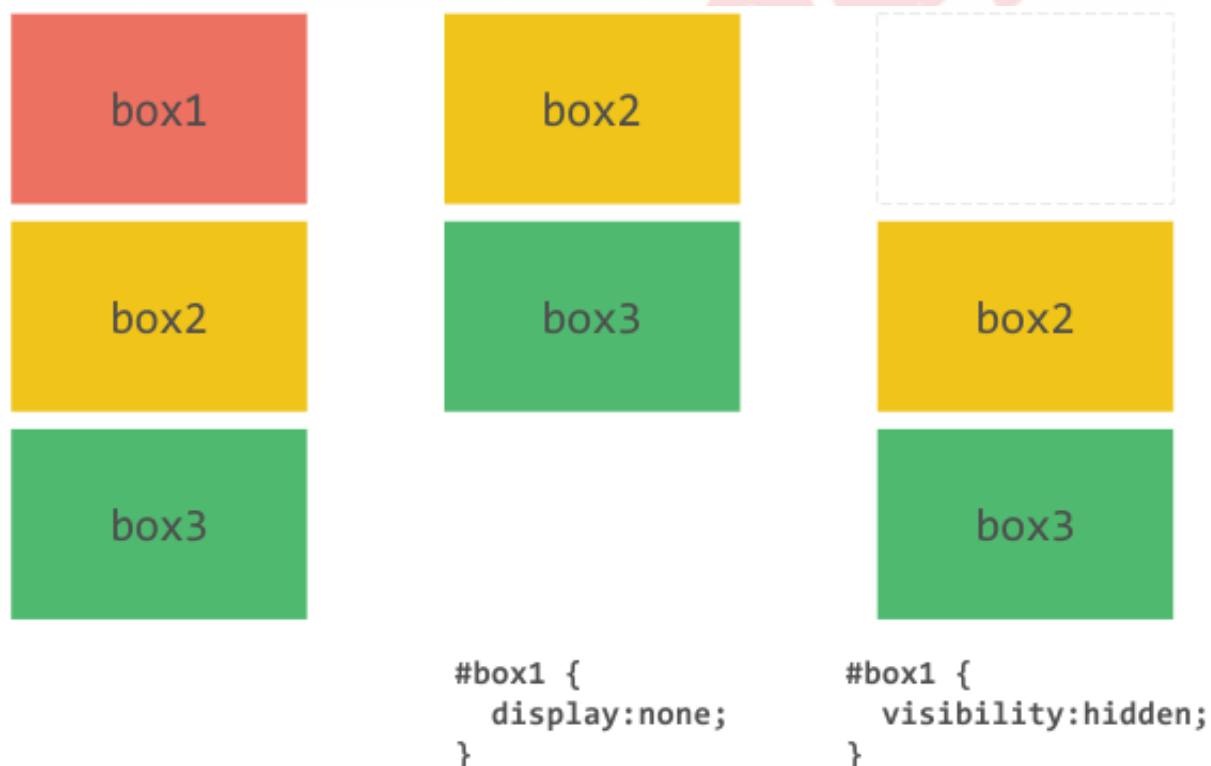 box1
box2
box3
box2
box3
box2
box3
#box1 {
  display:none;
}
#box1 {
  visibility:hidden;
}